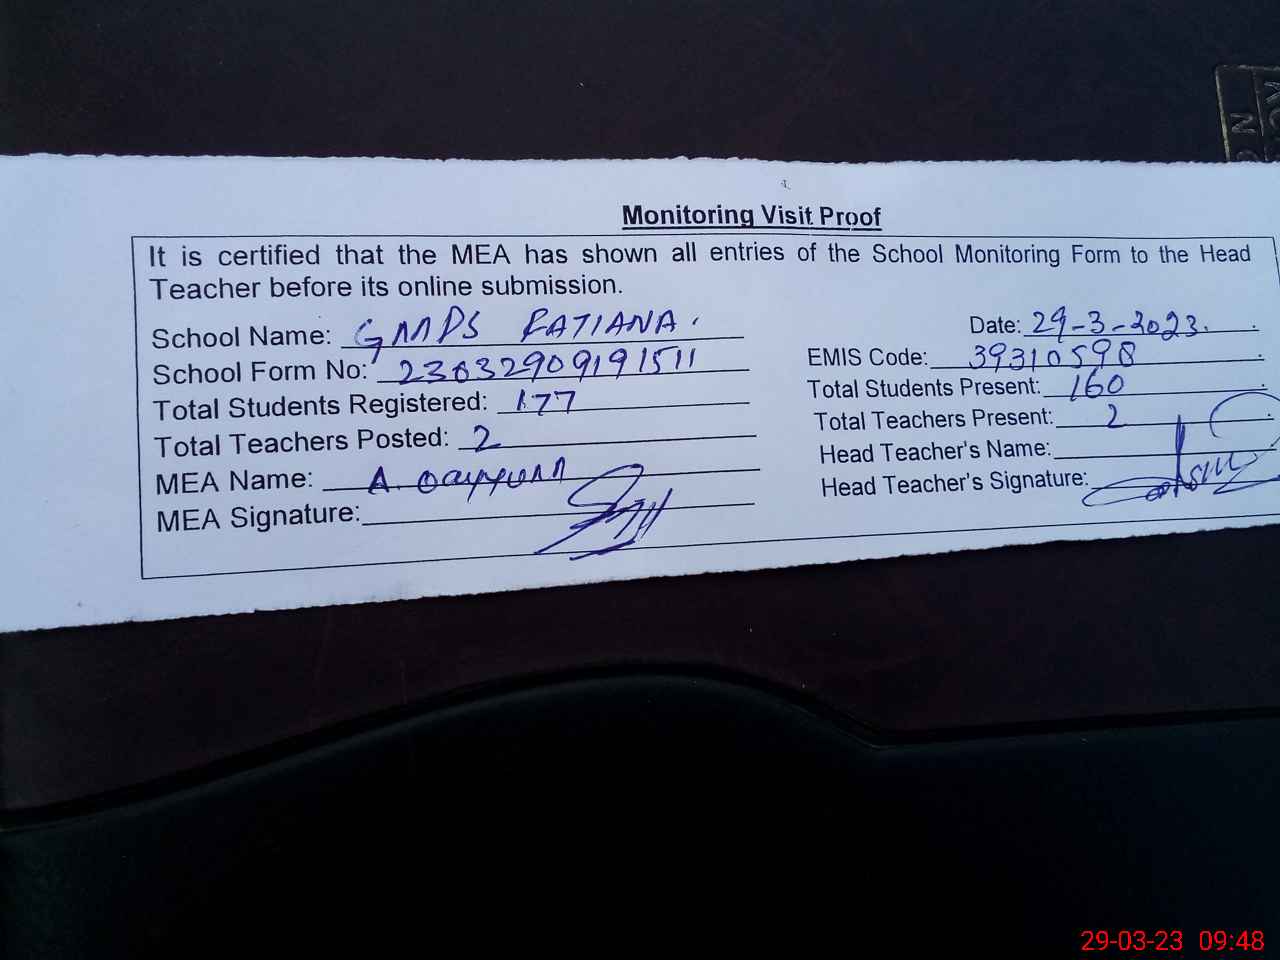 Monitoring Visit Proof
It is certified that the MEA has shown all entries of the School Monitoring Form to the Head
Teacher before its online submission.
School Name: GMPS RATIANA.
Date: 29-3-2023.
School Form No: 23032909191511
EMIS Code: 39310598
Total Students Registered: 177
Total Students Present: 160
Total Teachers Posted: 2
Total Teachers Present: 2
MEA Name: A.
Head Teacher's Name:
MEA Signature:
Head Teacher's Signature:
29-03-23 09:48